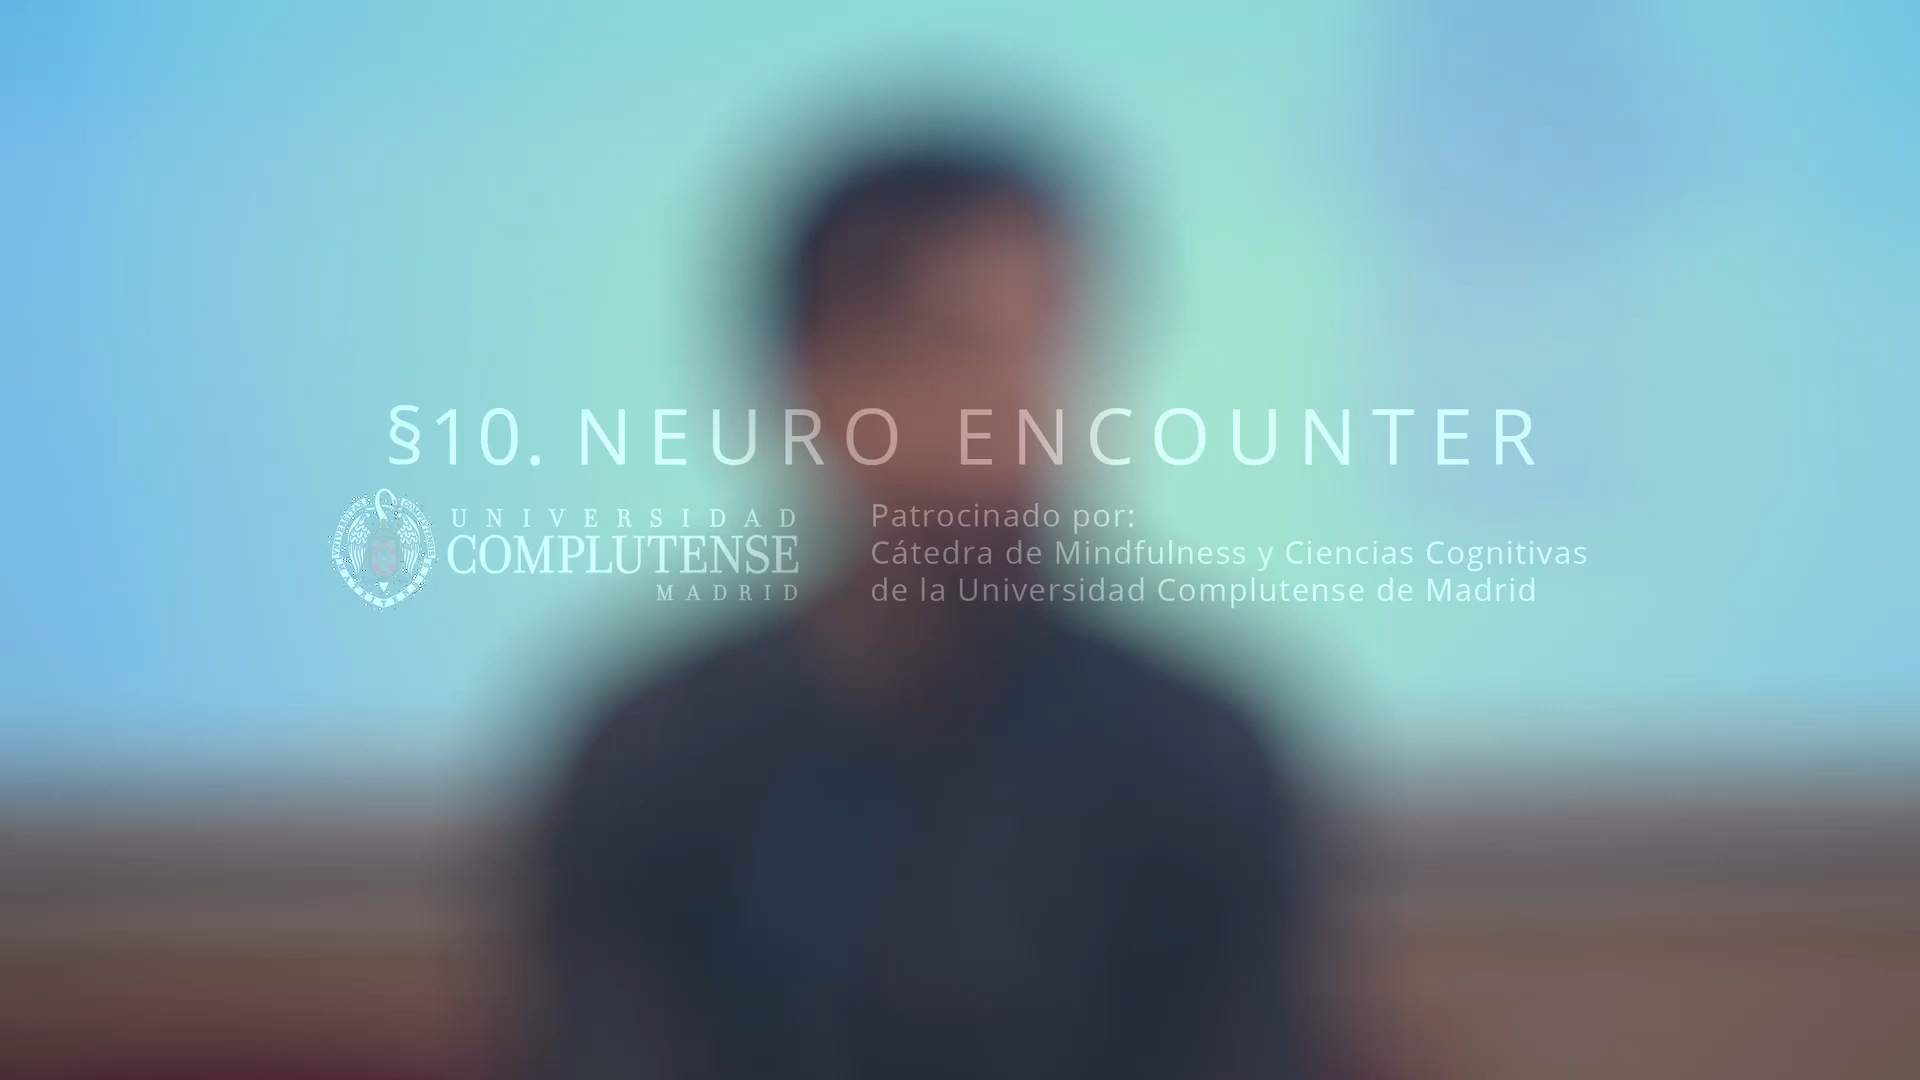 §10. NEURO ENCOUNTER
UNIVERSIDAD
COMPLUTENSE
MADRID
Patrocinado por:
Cátedra de Mindfulness y Ciencias Cognitivas
de la Universidad Complutense de Madrid